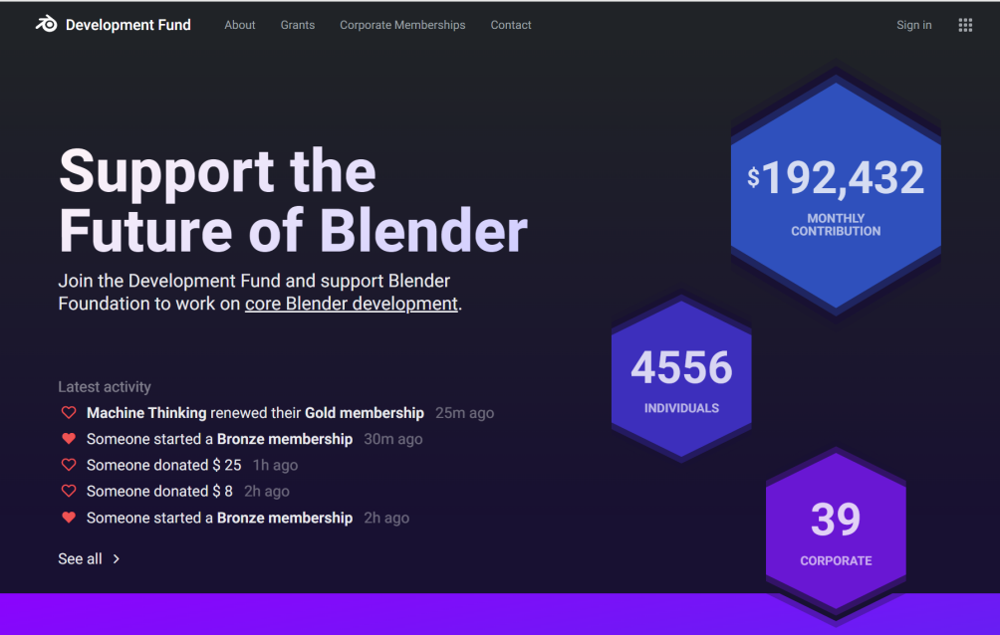 Development Fund About Grants Corporate Memberships Contact Sign in
Support the
Future of Blender
Join the Development Fund and support Blender
Foundation to work on core Blender development.
Latest activity
Machine Thinking renewed their Gold membership 25m ago
Someone started a Bronze membership 30m ago
Someone donated $ 25 1h ago
Someone donated $ 8 2h ago
Someone started a Bronze membership 2h ago
See all
$192,432
MONTHLY
CONTRIBUTION
4556
INDIVIDUALS
39
CORPORATE